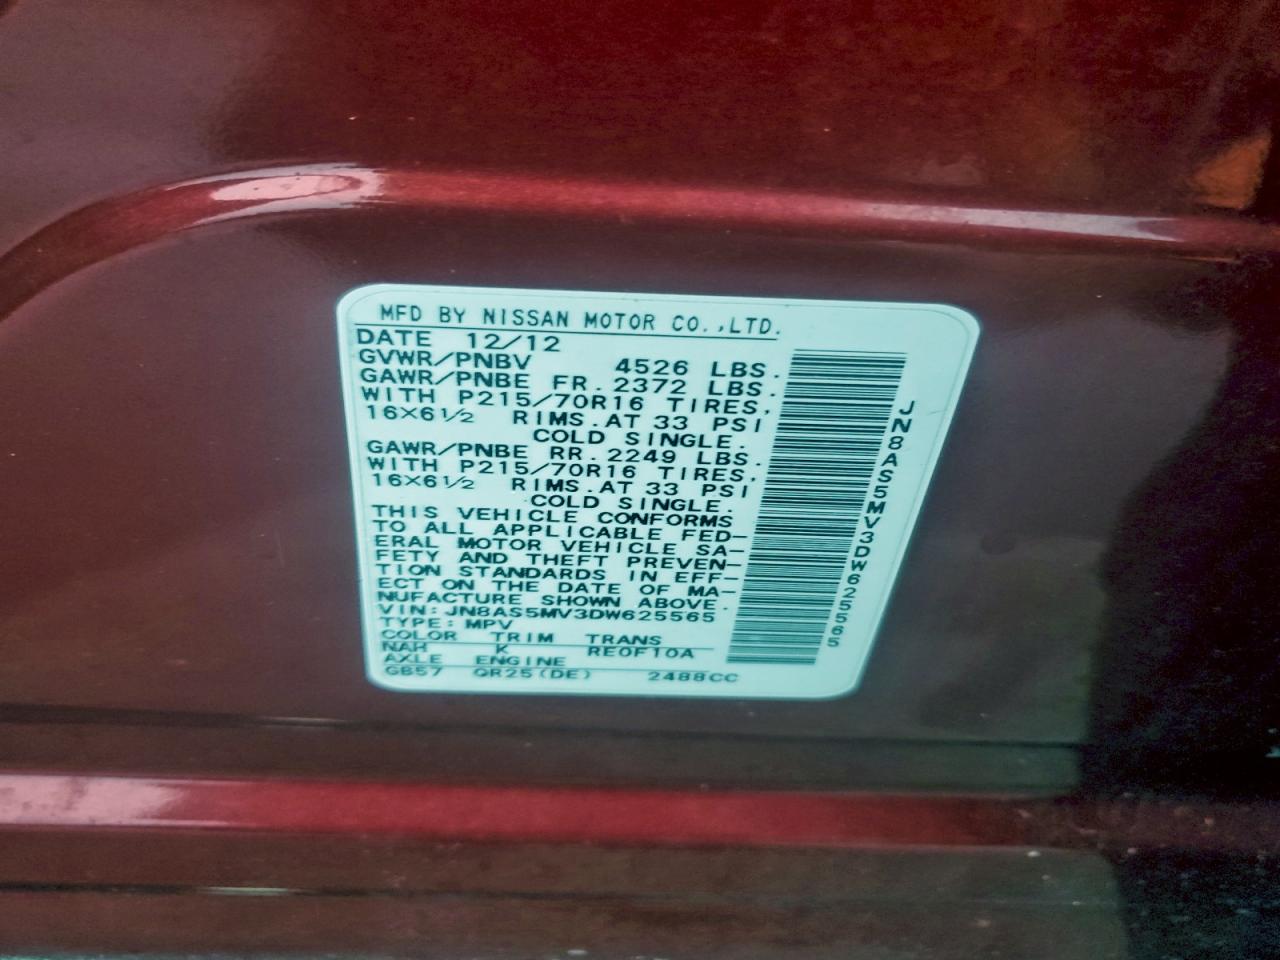 MFD BY NISSAN MOTOR CO.,LTD.
DATE 12/12
GVWR/PNBV 4526 LBS.
GAWR/PNBE FR. 2372 LBS.
WITH P215/70R16 TIRES,
16×6½ RIMS. AT 33 PSI
COLD SINGLE.
GAWR/PNBE RR. 2249 LBS.
WITH P215/70R16 TIRES,
16×6½ RIMS. AT 33 PSI
COLD SINGLE.
THIS VEHICLE CONFORMS
TO ALL APPLICABLE FED-
ERAL MOTOR VEHICLE SA-
FETY AND THEFT PREVEN-
TION STANDARDS IN EFF-
ECT ON THE DATE OF MA-
NUFACTURE SHOWN ABOVE.
VIN: JN8AS5MV3DW625565
TYPE: MPV
COLOR TRIM TRANS
NAH K RE0F10A
AXLE ENGINE
GB57 QR25(DE) 2488CC
JN8AS5MV3DW625565